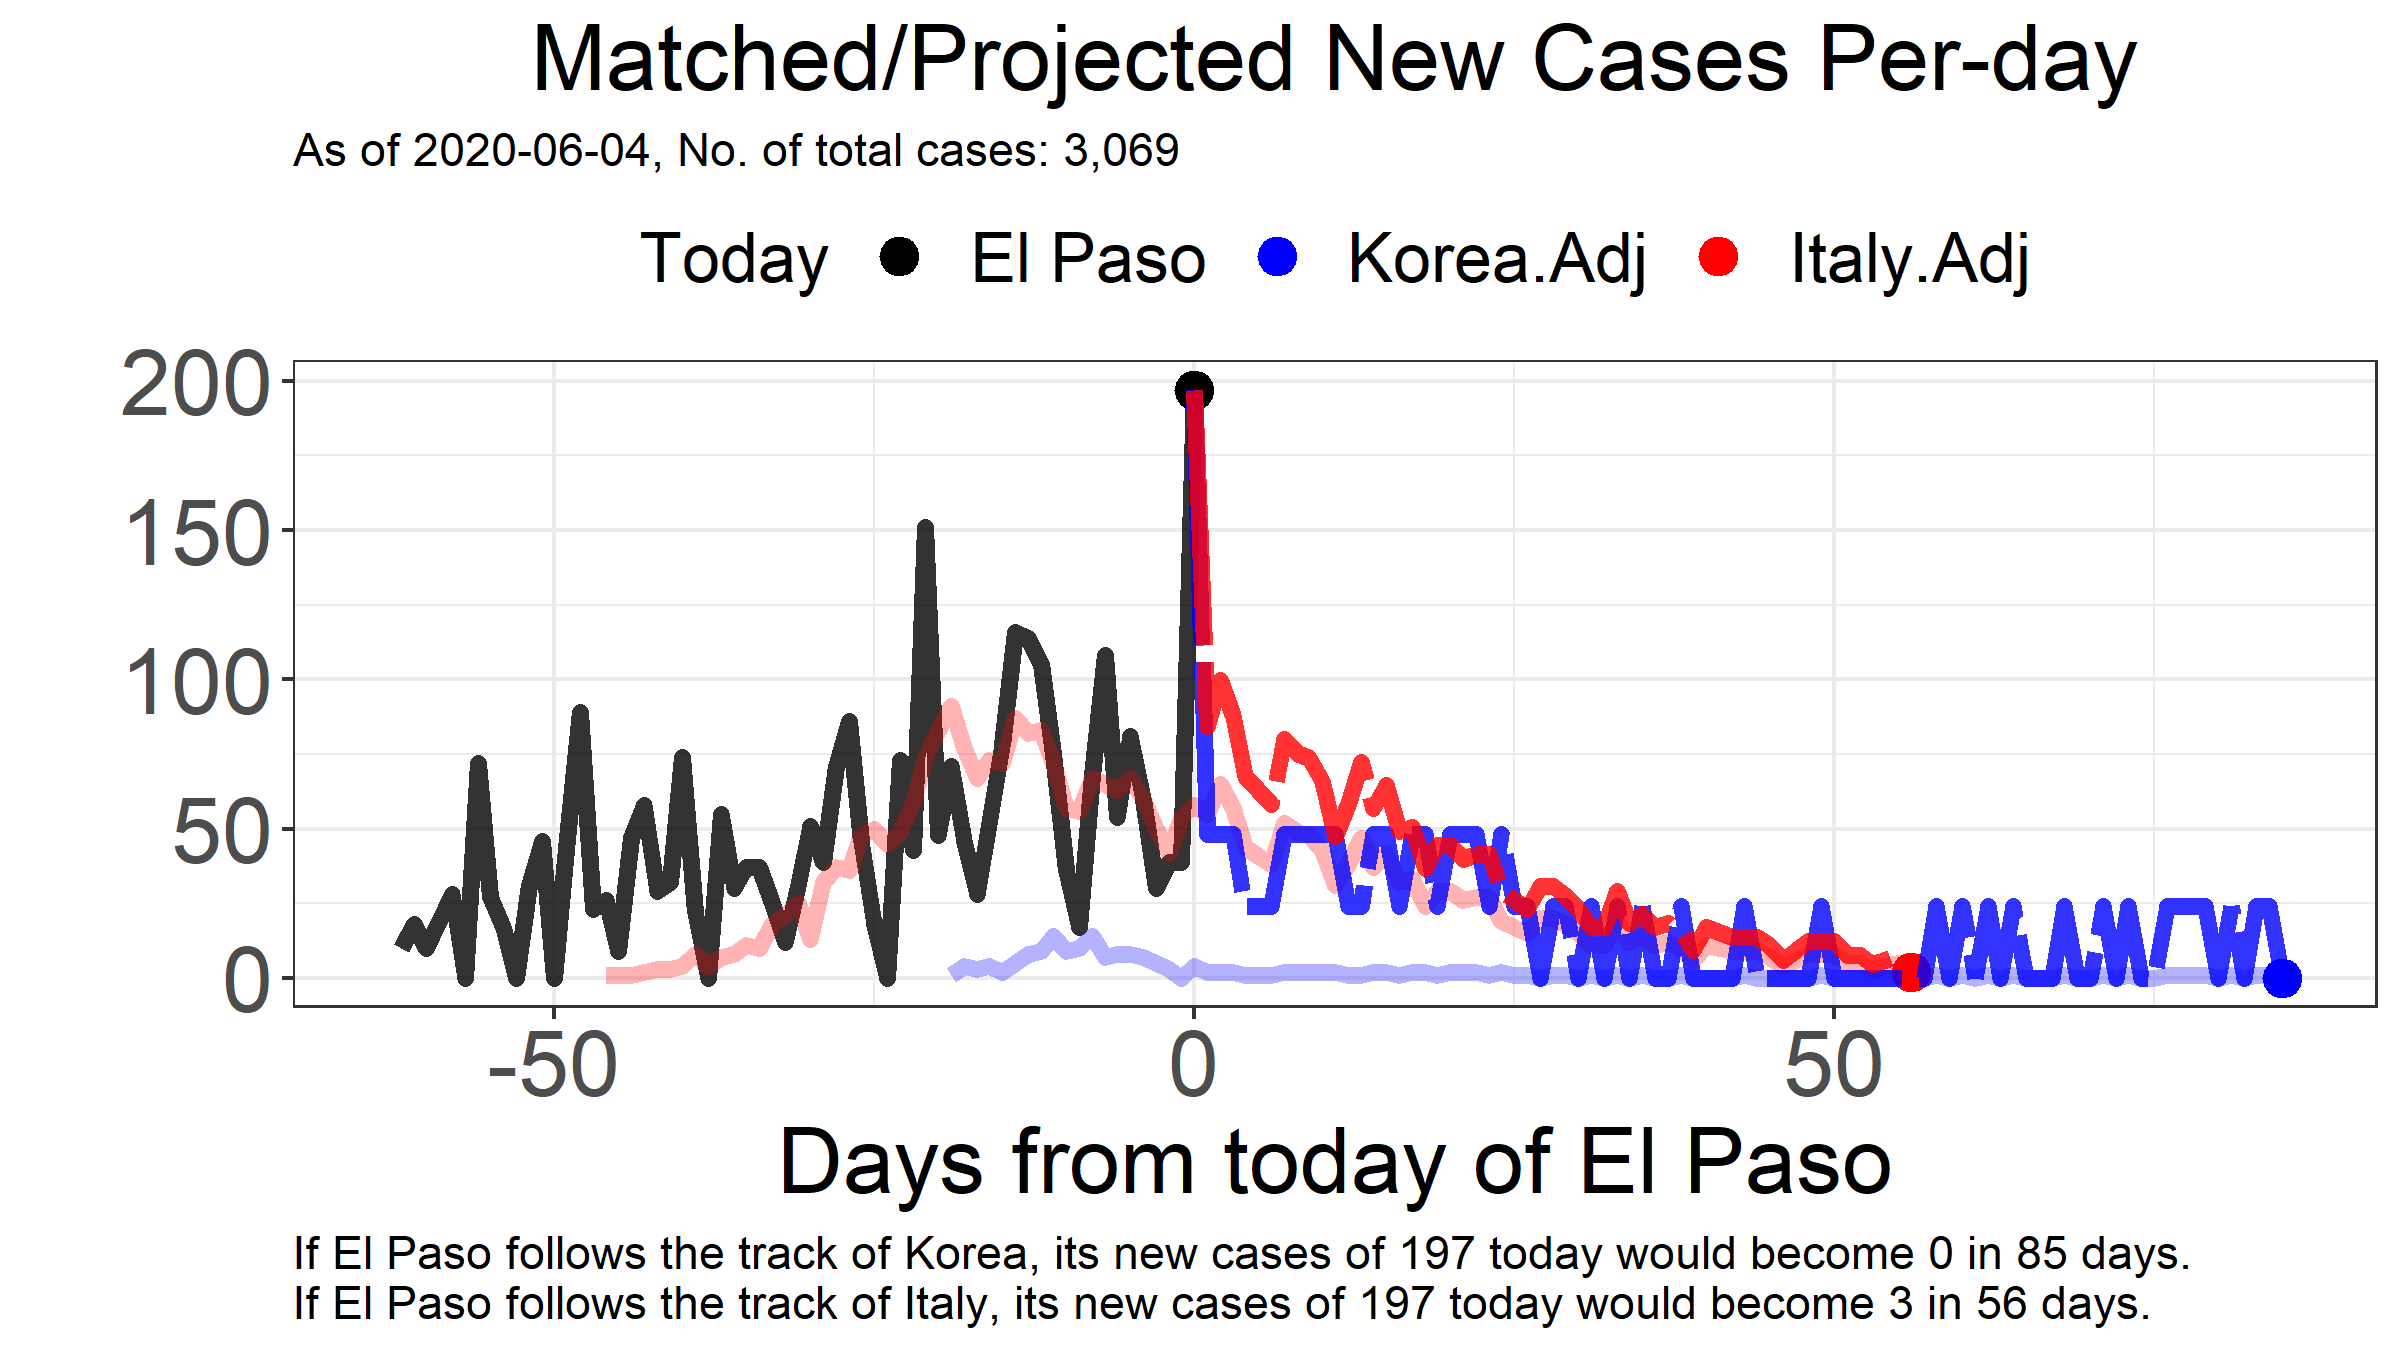 Matched/Projected New Cases Per-day
As of 2020-06-04, No. of total cases: 3,069
Today El Paso Korea.Adj Italy.Adj
200
150
100
50
0
-50 0 50
Days from today of El Paso
If El Paso follows the track of Korea, its new cases of 197 today would become 0 in 85 days.
If El Paso follows the track of Italy, its new cases of 197 today would become 3 in 56 days.